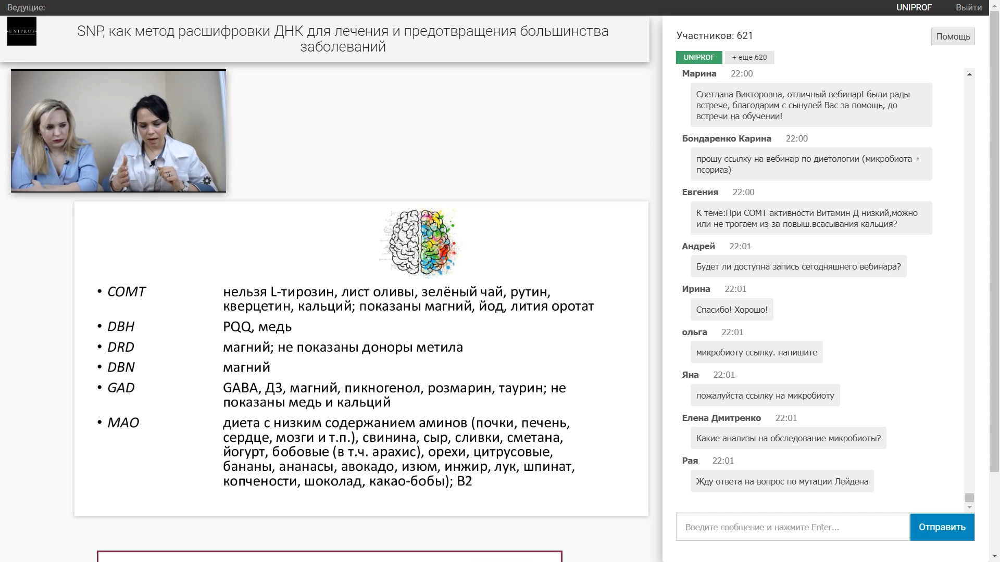 Ведущие:
UNIPROF
Выйти
UNIPROF
SNP, как метод расшифровки ДНК для лечения и предотвращения большинства
заболеваний
• COMT нельзя L-тирозин, лист оливы, зелёный чай, рутин,
кверцетин, кальций; показаны магний, йод, лития оротат
• DBH PQQ, медь
• DRD магний; не показаны доноры метила
• DBN магний
• GAD GABA, Д3, магний, пикногенол, розмарин, таурин; не
показаны медь и кальций
• MAO диета с низким содержанием аминов (почки, печень,
сердце, мозги и т.п.), свинина, сыр, сливки, сметана,
йогурт, бобовые (в т.ч. арахис), орехи, цитрусовые,
бананы, ананасы, авокадо, изюм, инжир, лук, шпинат,
копчености, шоколад, какао-бобы); B2
Участников: 621
Помощь
UNIPROF
+ еще 620
Марина 22:00
Светлана Викторовна, отличный вебинар! были рады
встрече, благодарим с сынулей Вас за помощь, до
встречи на обучении!
Бондаренко Карина 22:00
прошу ссылку на вебинар по диетологии (микробиота +
псориаз)
Евгения 22:00
К теме:При СОМТ активности Витамин Д низкий,можно
или не трогаем из-за повыш.всасывания кальция?
Андрей 22:01
Будет ли доступна запись сегодняшнего вебинара?
Ирина 22:01
Спасибо! Хорошо!
ольга 22:01
микробиоту ссылку. напишите
Яна 22:01
пожалуйста ссылку на микробиоту
Елена Дмитренко 22:01
Какие анализы на обследование микробиоты?
Рая 22:01
Жду ответа на вопрос по мутации Лейдена
Введите сообщение и нажмите Enter...
Отправить